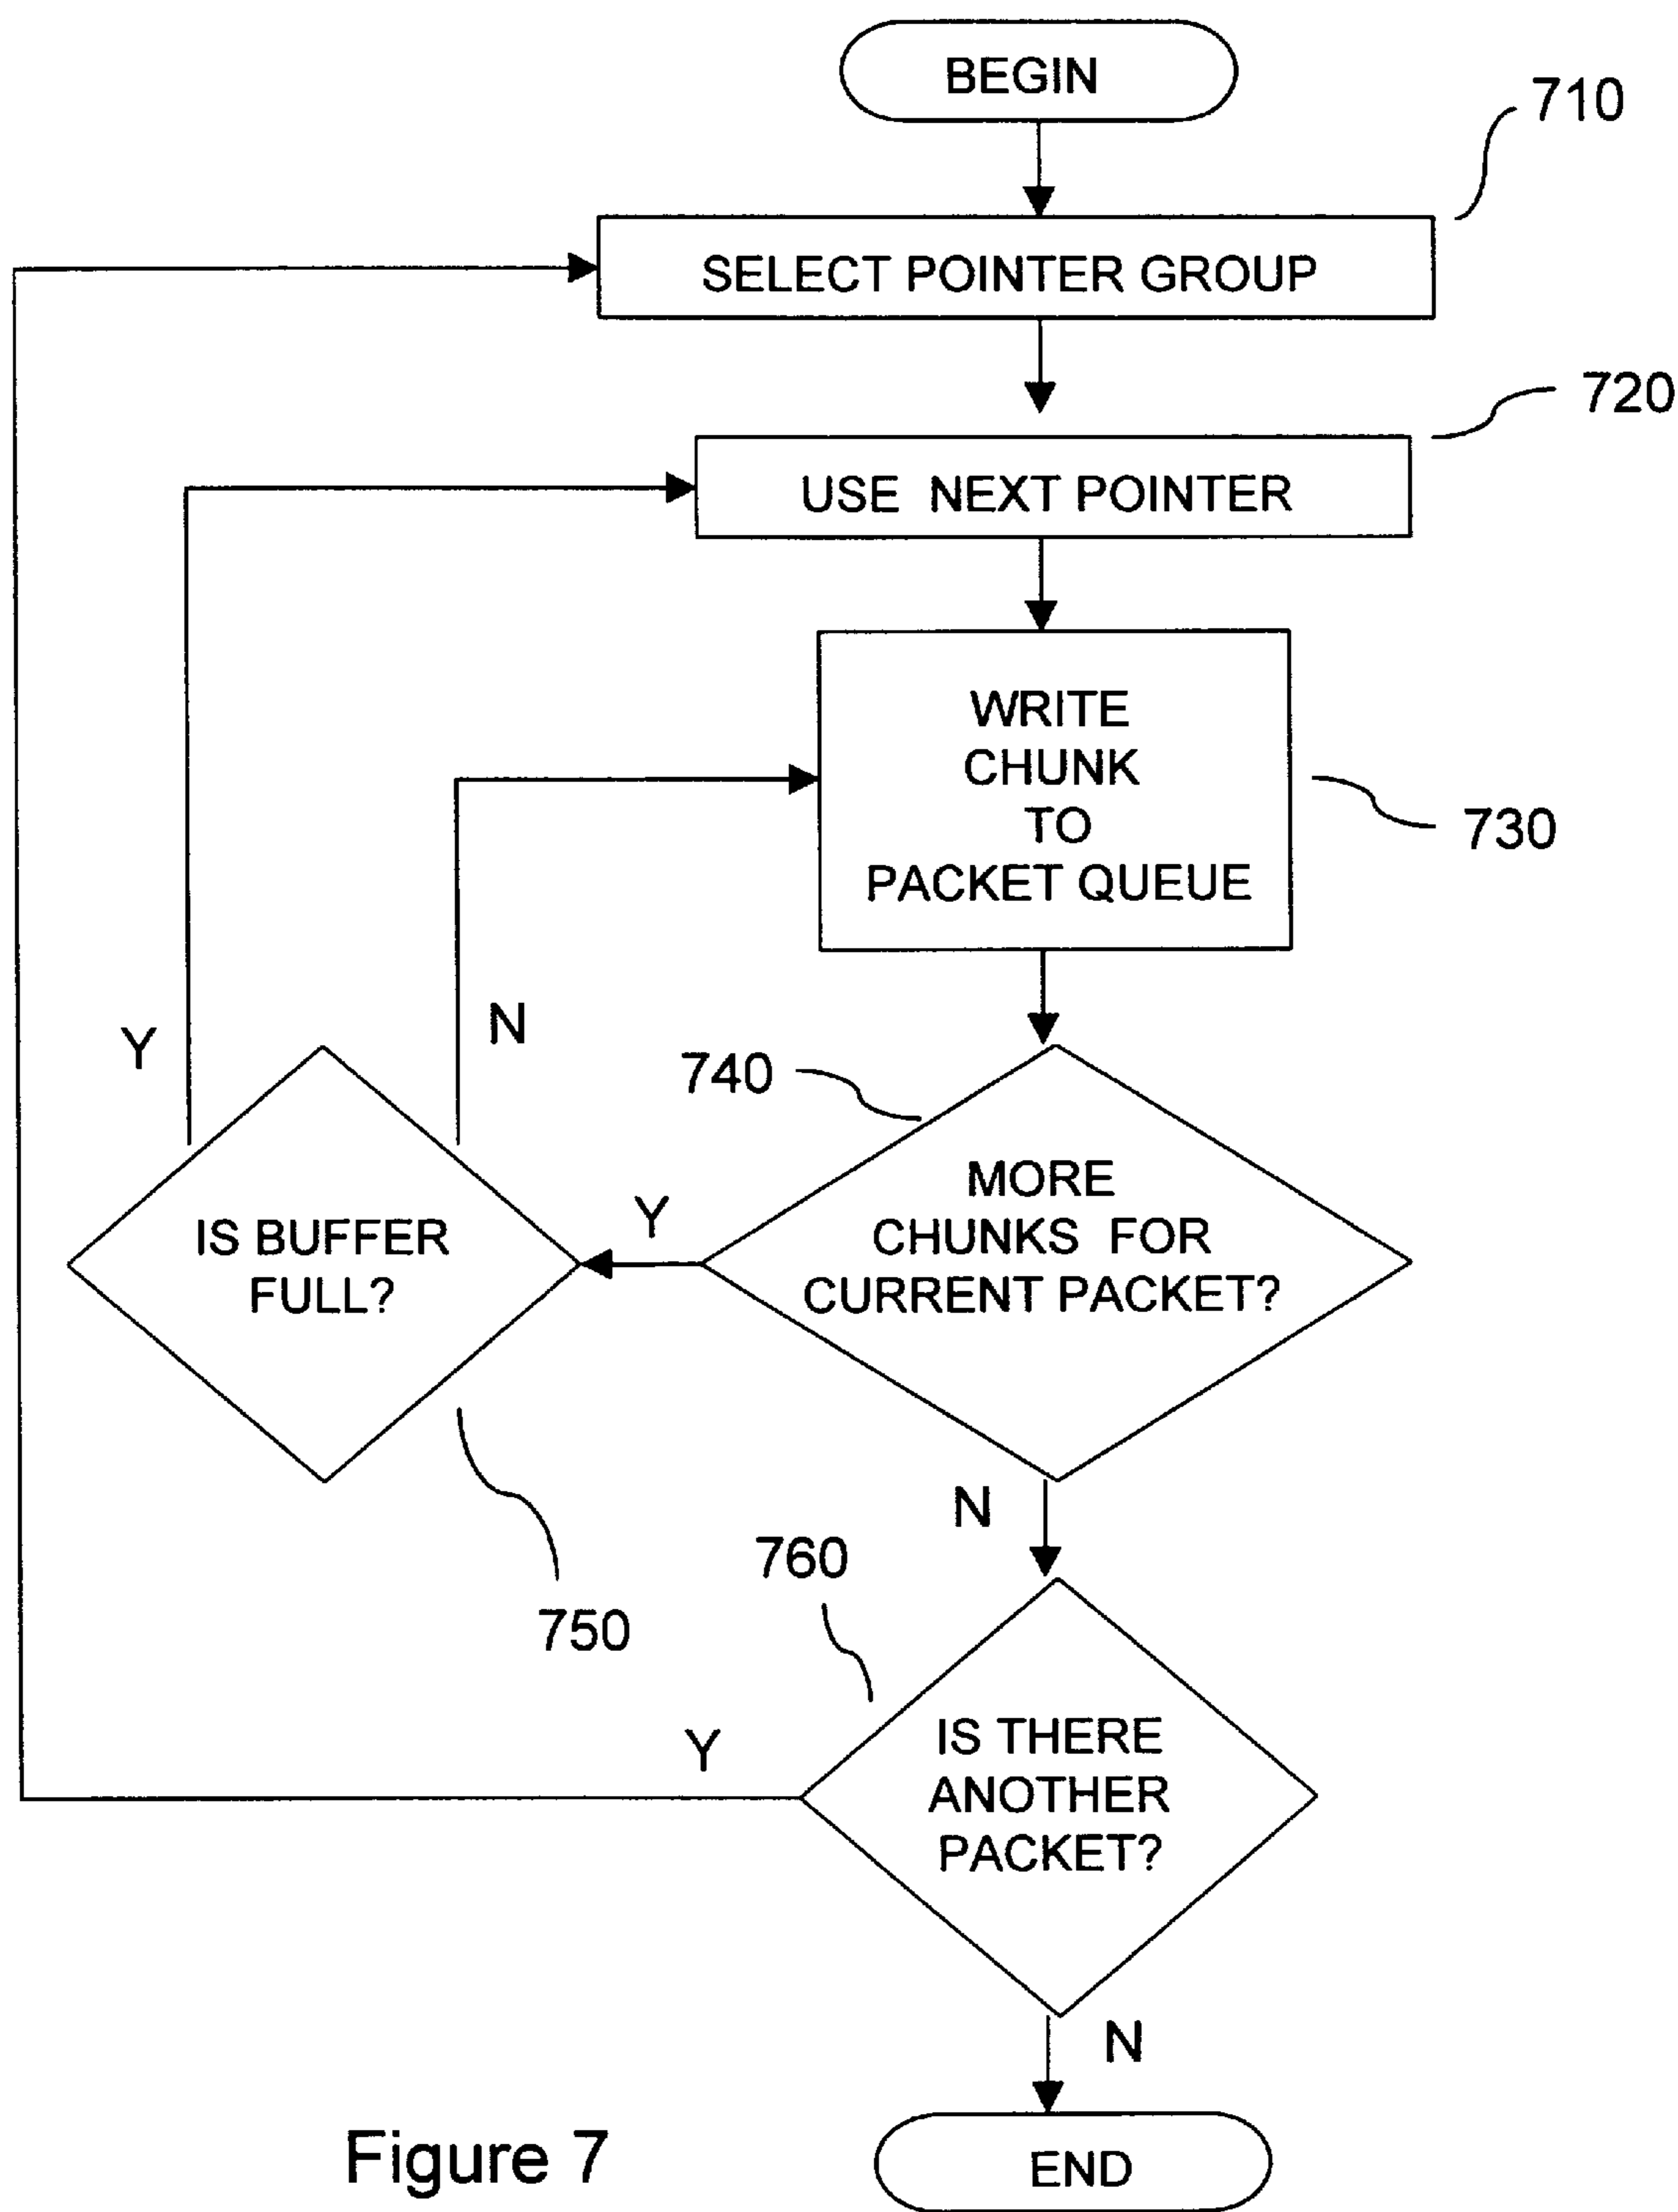 BEGIN
710
SELECT POINTER GROUP
720
USE NEXT POINTER
WRITE
CHUNK
TO
PACKET QUEUE
730
Y
N
740
MORE
CHUNKS FOR
CURRENT PACKET?
Y
IS BUFFER
FULL?
N
750
760
Y
IS THERE
ANOTHER
PACKET?
N
END
Figure 7